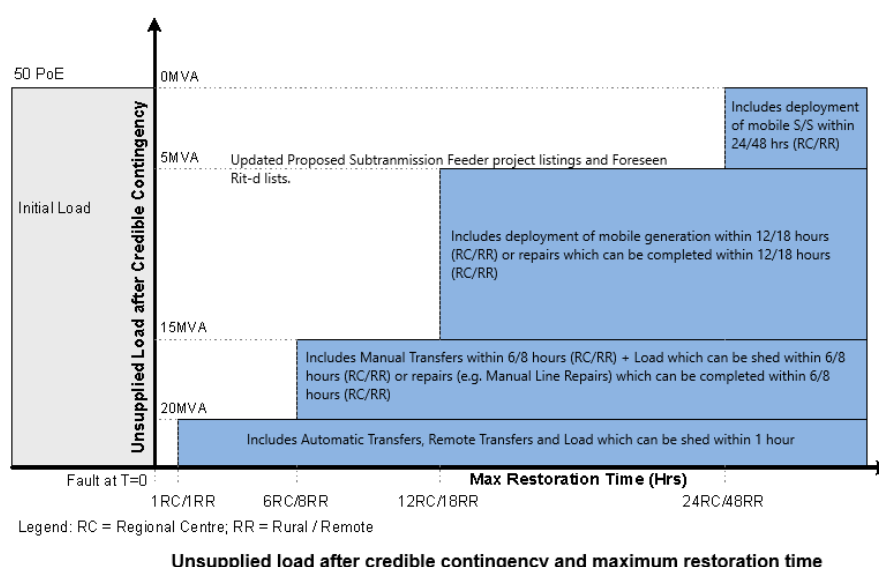 50 PoE
0MVA
Includes deployment
of mobile S/S within
24/48 hrs (RC/RR)
Unsupplied Load after Credible Contingency
5MVA
Updated Proposed Subtranmission Feeder project listings and Foreseen
Rit-d lists.
Initial Load
Includes deployment of mobile generation within 12/18 hours
(RC/RR) or repairs which can be completed within 12/18 hours
(RC/RR)
15MVA
Includes Manual Transfers within 6/8 hours (RC/RR) + Load which can be shed within 6/8
hours (RC/RR) or repairs (e.g. Manual Line Repairs) which can be completed within 6/8
hours (RC/RR)
20MVA
Includes Automatic Transfers, Remote Transfers and Load which can be shed within 1 hour
Fault at T=0
Max Restoration Time (Hrs)
1RC/1RR
6RC/8RR
12RC/18RR
24RC/48RR
Legend: RC = Regional Centre; RR = Rural / Remote
Unsupplied load after credible contingency and maximum restoration time